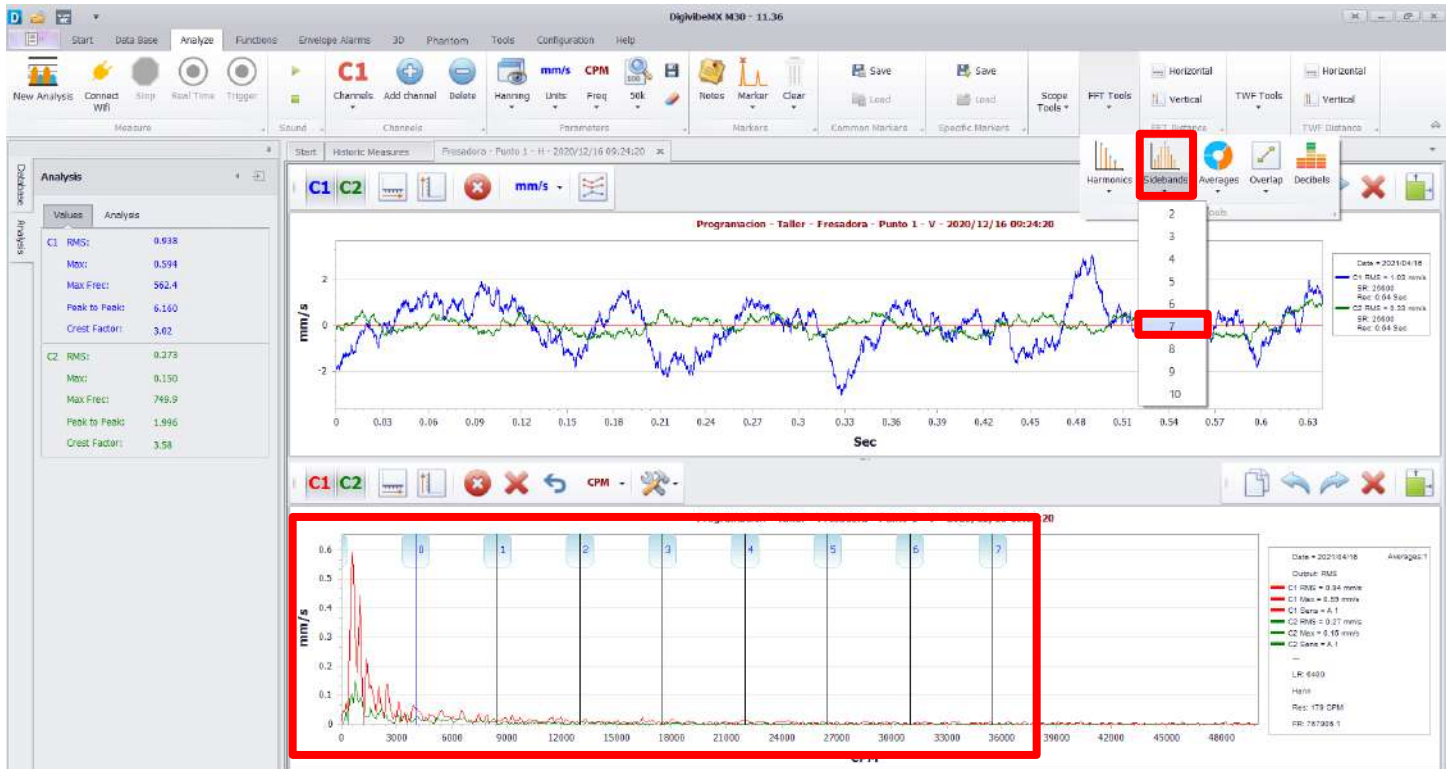 DigivibeMX M30 - 11.36
Start Data Base Analyze Functions Envelope Alarms 3D Phantom Tools Configuration Help
New Analysis Connect Wifi Stop Real Time Trigger
C1 Channels Add channel Delete
Hanning mm/s Units CPM Freq 50k
Notes Marker Clear
Save Load
Save Load
Scope Tools
FFT Tools
Horizontal Vertical
TWF Tools
Horizontal Vertical
Measure Sound Channels Parameters Markers Common Markers Specific Markers FFT Distance TWF Distance
Harmonics Sidebands Averages Overlap Decibels
2
3
4
5
6
7
8
9
10
Database
Analysis
Analysis
Values Analysis
C1 RMS: 0.938
Max: 0.594
Max Frec: 562.4
Peak to Peak: 6.160
Crest Factor: 3.02
C2 RMS: 0.273
Max: 0.150
Max Frec: 749.9
Peak to Peak: 1.996
Crest Factor: 3.58
Start Historic Measures Fresadora - Punto 1 - H - 2020/12/16 09:24:20
C1 C2 mm/s
Programacion - Taller - Fresadora - Punto 1 - V - 2020/12/16 09:24:20
mm/s
2
0
-2
0 0.03 0.06 0.09 0.12 0.15 0.18 0.21 0.24 0.27 0.3 0.33 0.36 0.39 0.42 0.45 0.48 0.51 0.54 0.57 0.6 0.63
Sec
Date = 2021/04/16
C1 RMS = 1.03 mm/s
SR: 25600
Rec: 0.64 Sec
C2 RMS = 0.33 mm/s
SR: 25600
Rec: 0.64 Sec
C1 C2 CPM
mm/s
0.6
0.5
0.4
0.3
0.2
0.1
0
0 1 2 3 4 5 6 7
0 3000 6000 9000 12000 15000 18000 21000 24000 27000 30000 33000 36000 39000 42000 45000 48000
Date = 2021/04/16 Averages:1
Output: RMS
C1 RMS = 0.94 mm/s
C1 Max = 0.59 mm/s
C1 Sens = A 1
C2 RMS = 0.27 mm/s
C2 Max = 0.15 mm/s
C2 Sens = A 1
---
LR: 6400
Hann